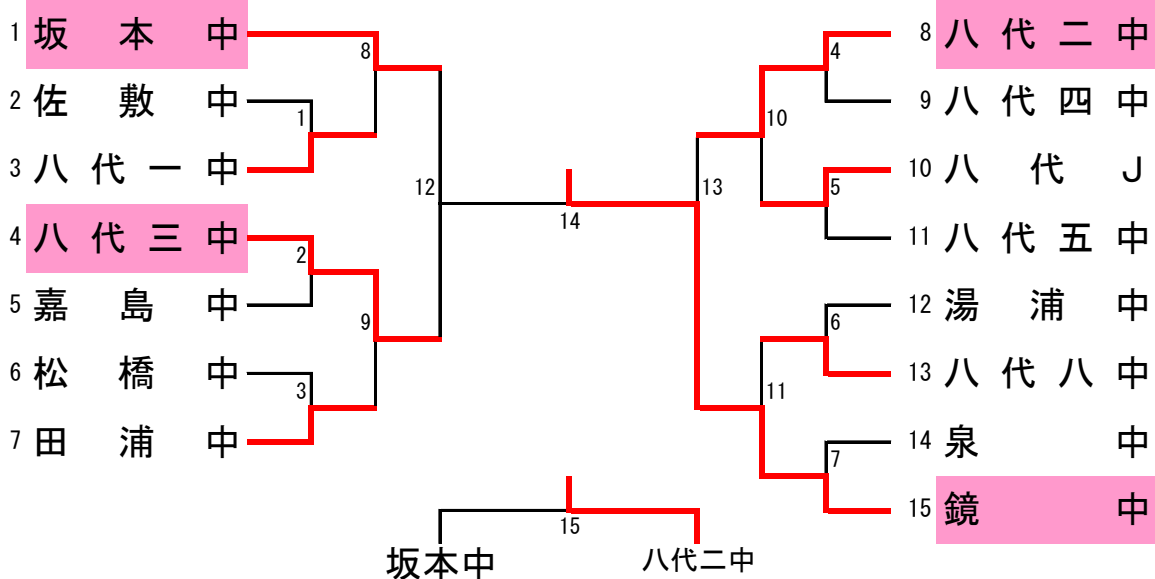 1 坂本中
2 佐敷中
3 八代一中
4 八代三中
5 嘉島中
6 松橋中
7 田浦中
8
1
2
9
3
12
14
13
10
4
5
11
6
7
8 八代二中
9 八代四中
10 八代J
11 八代五中
12 湯浦中
13 八代八中
14 泉中
15 鏡中
15
坂本中
八代二中